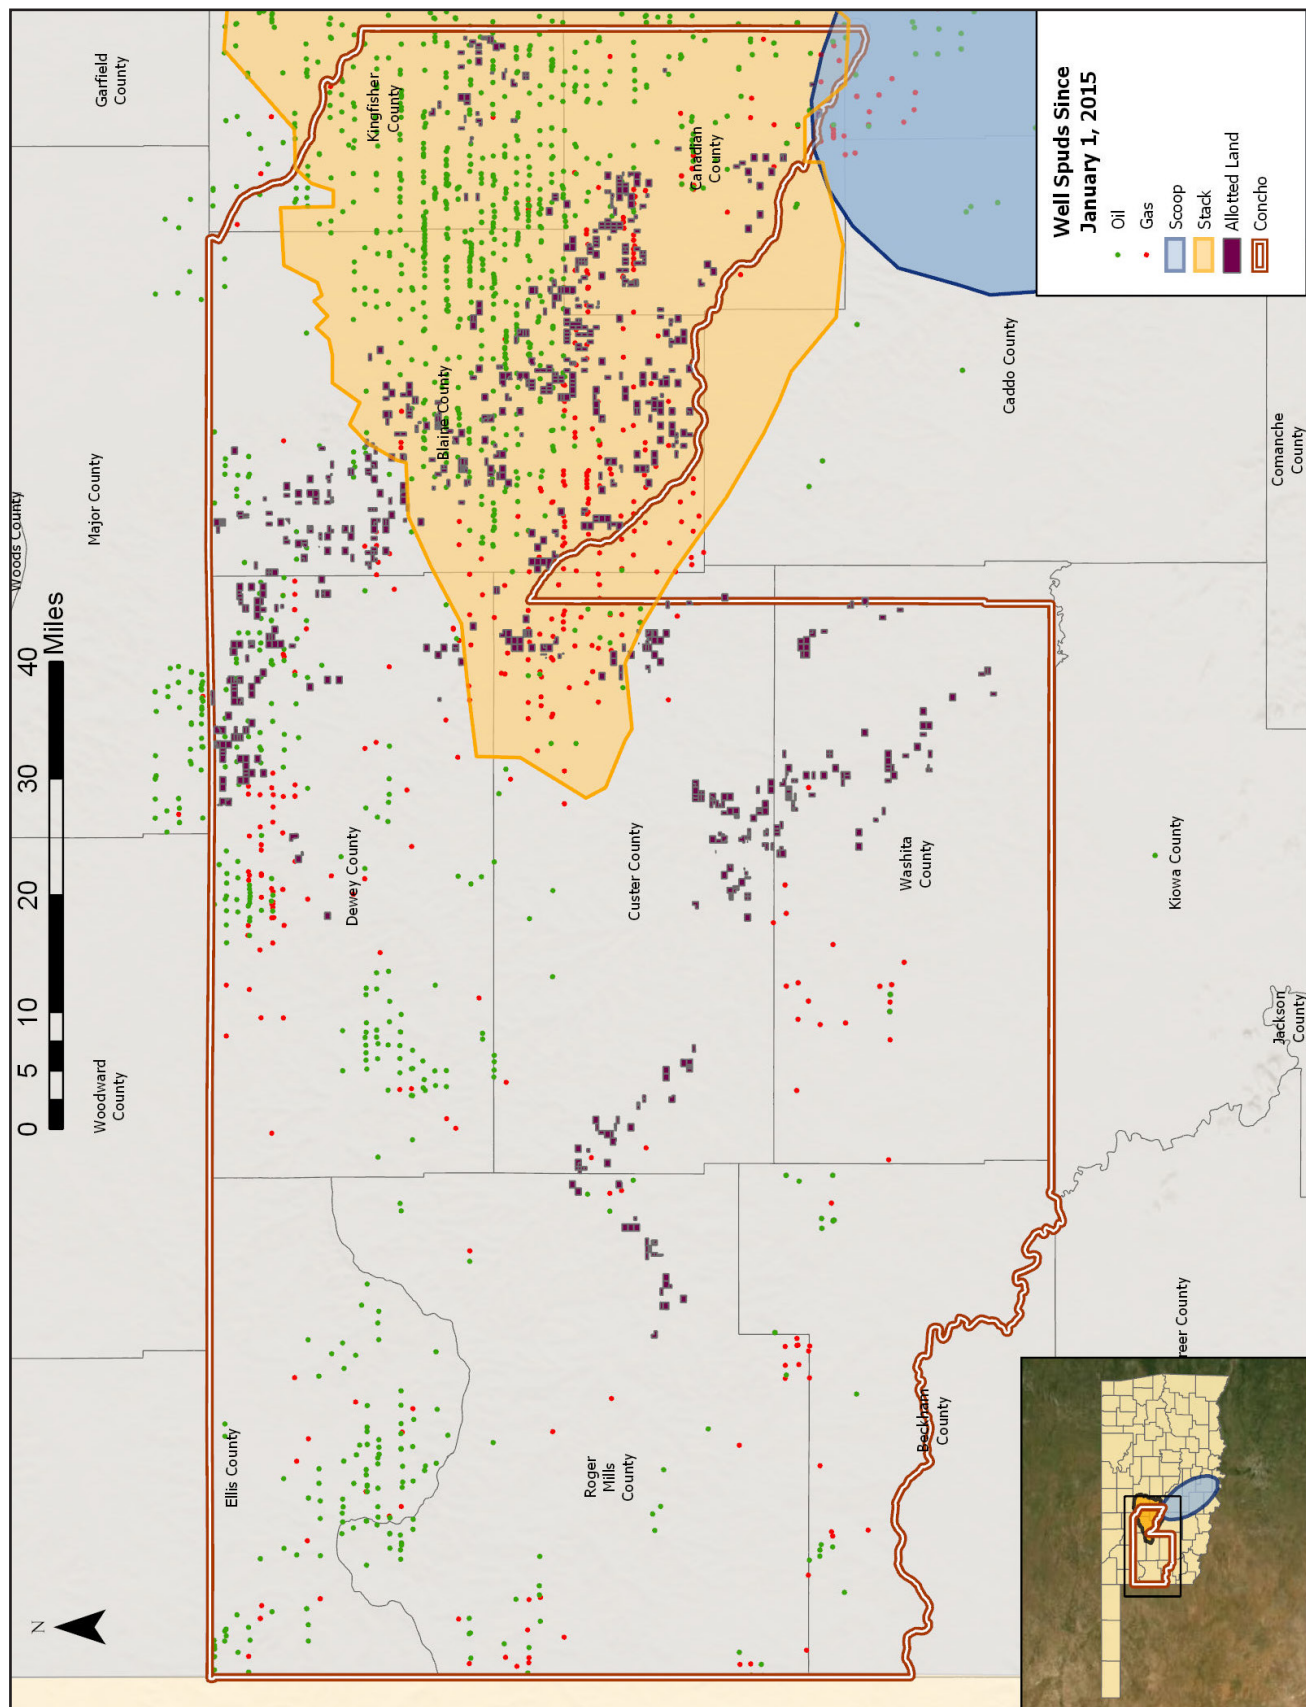 Woods County
Garfield
County
Major County
Woodward
County
0 5 10 20 30 40
Miles
N
Kingfisher
County
Canadian
County
Blaine County
Dewey County
Ellis County
Custer County
Roger
Mills
County
Washita
County
Beckham
County
Caddo County
Comanche
County
Kiowa County
Jackson
County
reer County
Well Spuds Since
January 1, 2015
Oil
Gas
Scoop
Stack
Allotted Land
Concho